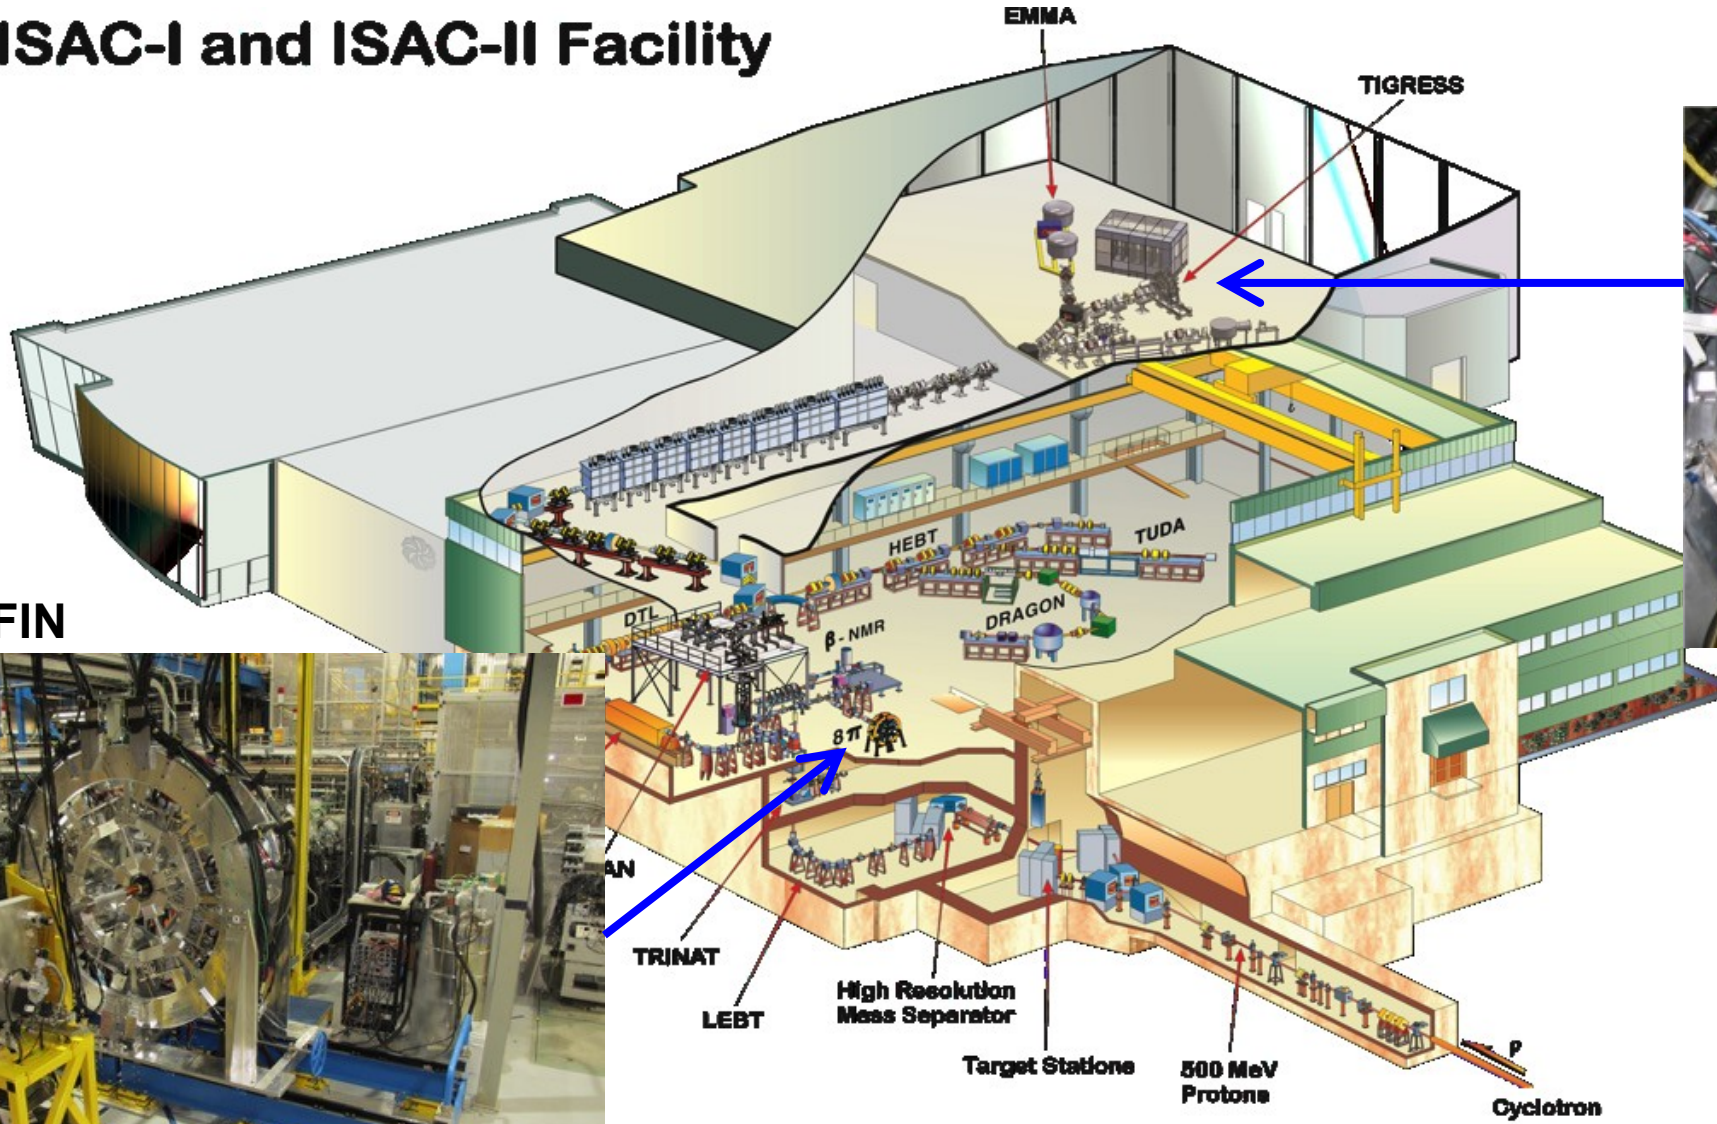 ISAC-I and ISAC-II Facility
EMMA
TIGRESS
HEBT
TUDA
FIN
DTL
β-NMR
DRAGON
8π
AN
TRINAT
LEBT
High Resolution
Mass Separator
Target Stations
500 MeV
Protons
p
Cyclotron